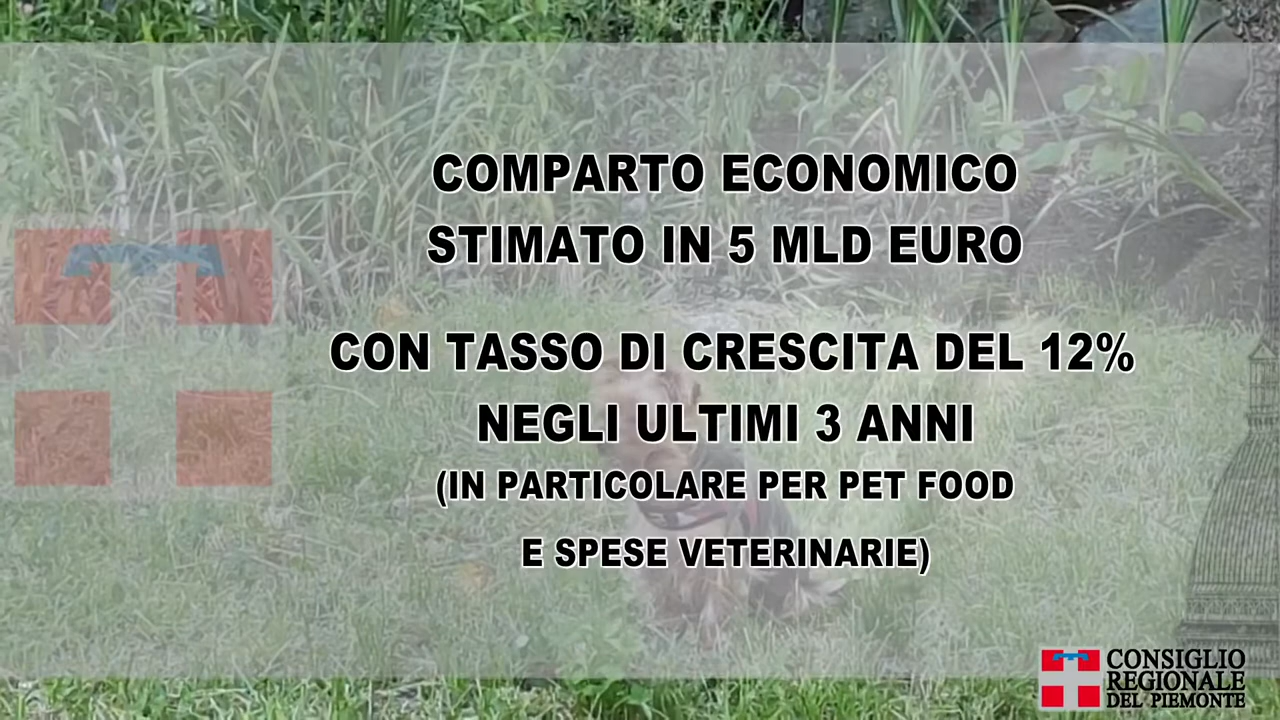 COMPARTO ECONOMICO
STIMATO IN 5 MLD EURO
CON TASSO DI CRESCITA DEL 12%
NEGLI ULTIMI 3 ANNI
(IN PARTICOLARE PER PET FOOD
E SPESE VETERINARIE)
CONSIGLIO
REGIONALE
DEL PIEMONTE